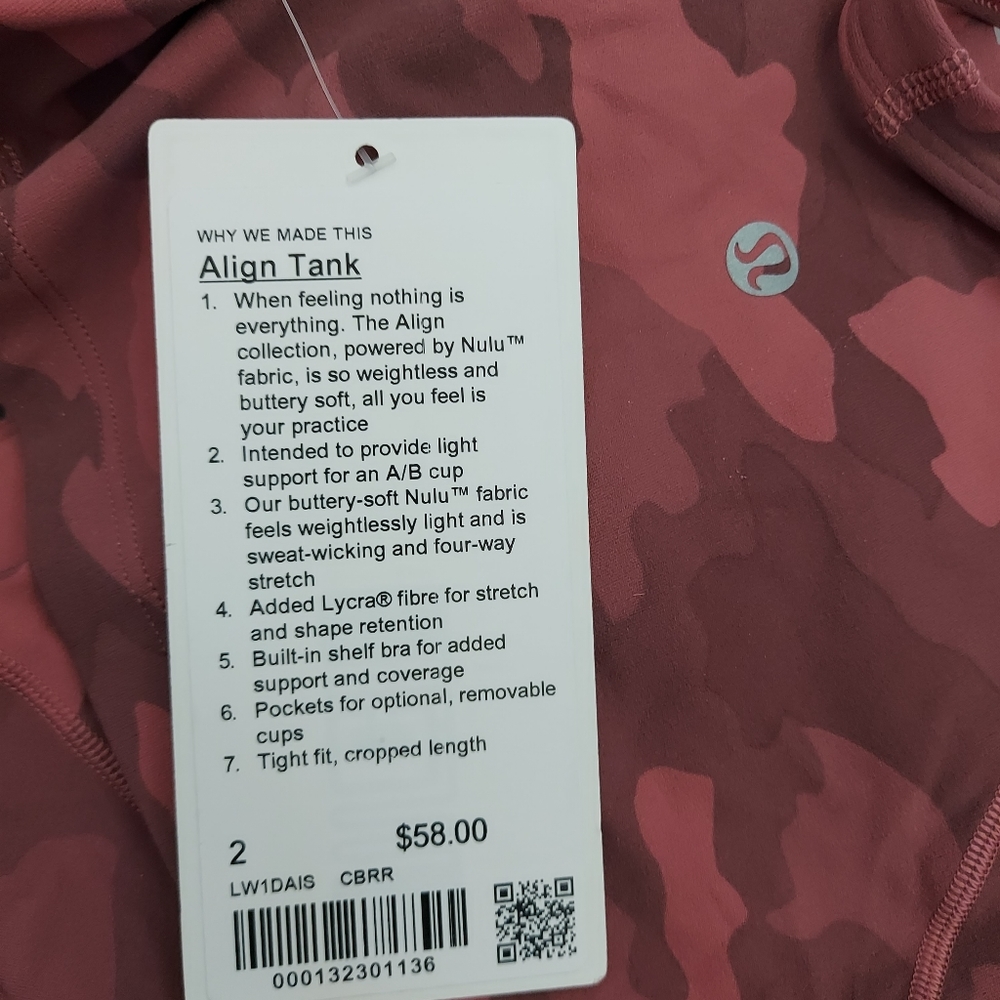 WHY WE MADE THIS
Align Tank
1. When feeling nothing is
everything. The Align
collection, powered by Nulu™
fabric, is so weightless and
buttery soft, all you feel is
your practice
2. Intended to provide light
support for an A/B cup
3. Our buttery-soft Nulu™ fabric
feels weightlessly light and is
sweat-wicking and four-way
stretch
4. Added Lycra® fibre for stretch
and shape retention
5. Built-in shelf bra for added
support and coverage
6. Pockets for optional, removable
cups
7. Tight fit, cropped length
2 $58.00
LW1DAIS CBRR
000132301136